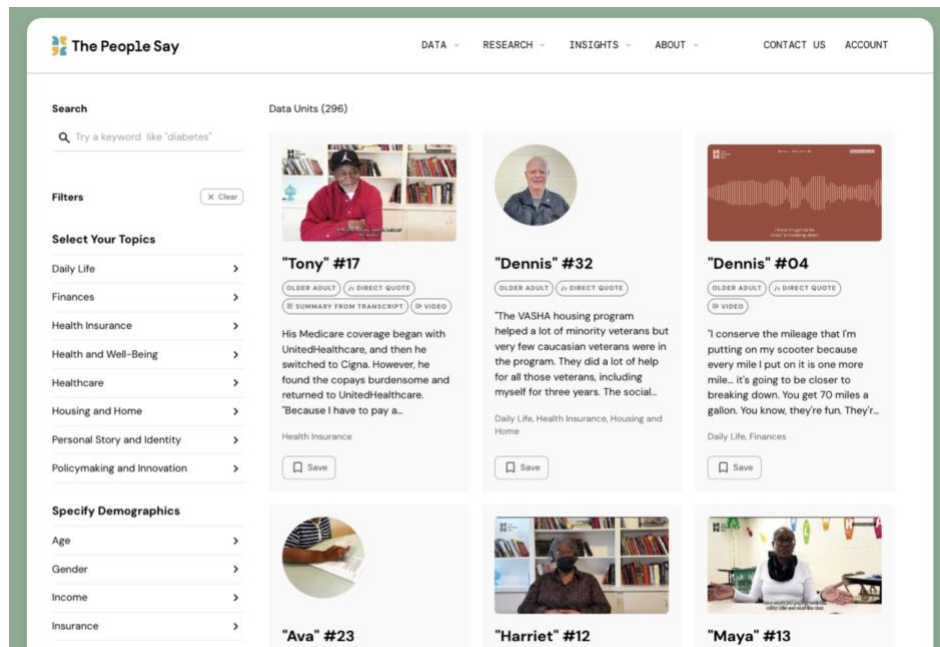 The People Say
DATA
RESEARCH
INSIGHTS
ABOUT
CONTACT US
ACCOUNT
Search
Try a keyword like "diabetes"
Filters
× Clear
Select Your Topics
Daily Life
Finances
Health Insurance
Health and Well-Being
Healthcare
Housing and Home
Personal Story and Identity
Policymaking and Innovation
Specify Demographics
Age
Gender
Income
Insurance
Data Units (296)
"Tony" #17
OLDER ADULT
DIRECT QUOTE
SUMMARY FROM TRANSCRIPT
VIDEO
His Medicare coverage began with
UnitedHealthcare, and then he
switched to Cigna. However, he
found the copays burdensome and
returned to UnitedHealthcare.
"Because I have to pay a...
Health Insurance
Save
"Dennis" #32
OLDER ADULT
DIRECT QUOTE
"The VASHA housing program
helped a lot of minority veterans but
very few caucasian veterans were in
the program. They did a lot of help
for all those veterans, including
myself for three years. The social...
Daily Life, Health Insurance, Housing and
Home
Save
"Dennis" #04
OLDER ADULT
DIRECT QUOTE
VIDEO
"I conserve the mileage that I'm
putting on my scooter because
every mile I put on it is one more
mile... it's going to be closer to
breaking down. You get 70 miles a
gallon. You know, they're fun. They'r...
Daily Life, Finances
Save
"Ava" #23
"Harriet" #12
"Maya" #13